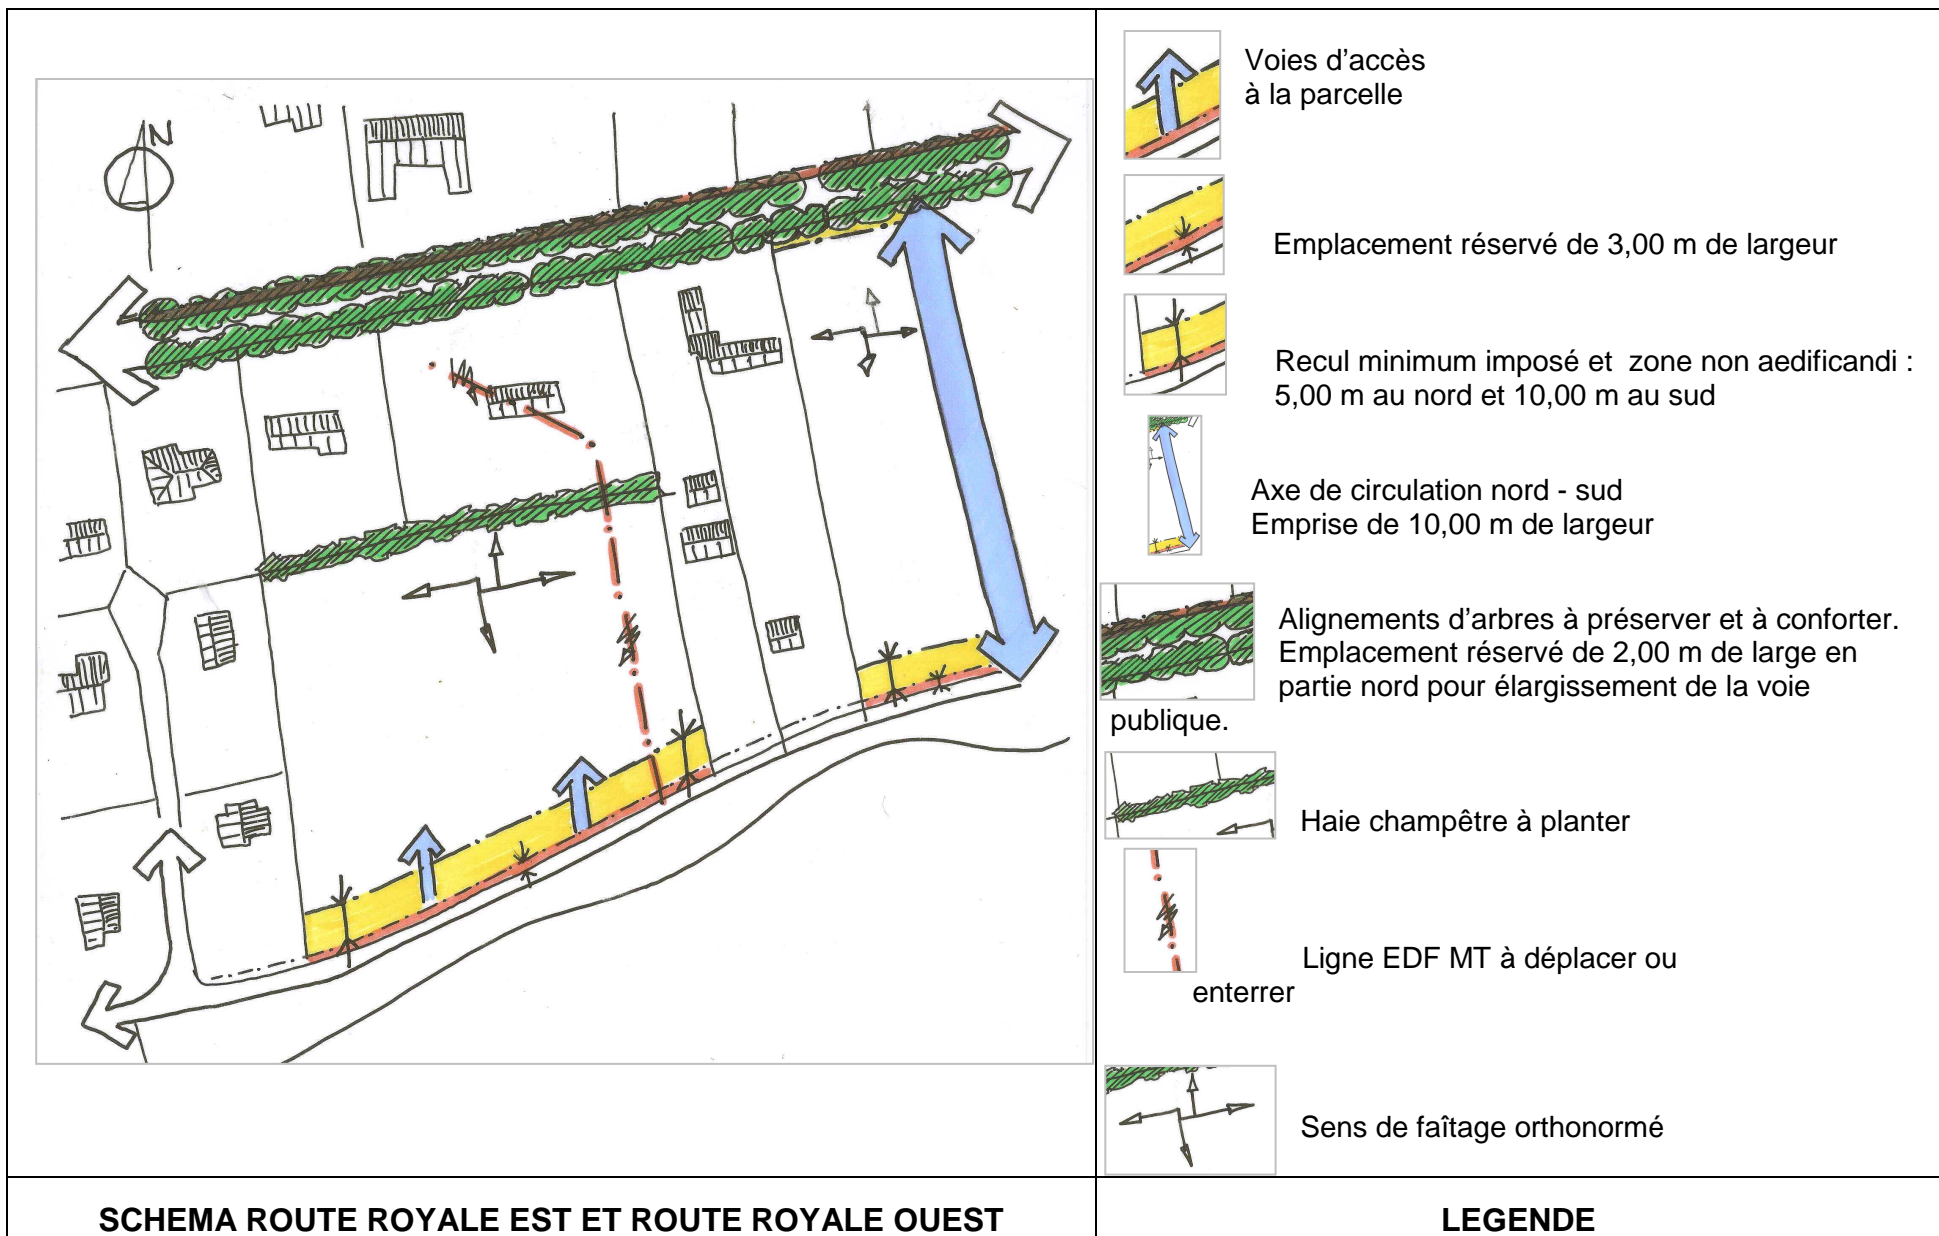 N
Voies d'accès
à la parcelle
Emplacement réservé de 3,00 m de largeur
Recul minimum imposé et zone non aedificandi :
5,00 m au nord et 10,00 m au sud
Axe de circulation nord - sud
Emprise de 10,00 m de largeur
Alignements d'arbres à préserver et à conforter.
Emplacement réservé de 2,00 m de large en
partie nord pour élargissement de la voie
publique.
Haie champêtre à planter
Ligne EDF MT à déplacer ou
enterrer
Sens de faîtage orthonormé
SCHEMA ROUTE ROYALE EST ET ROUTE ROYALE OUEST
LEGENDE